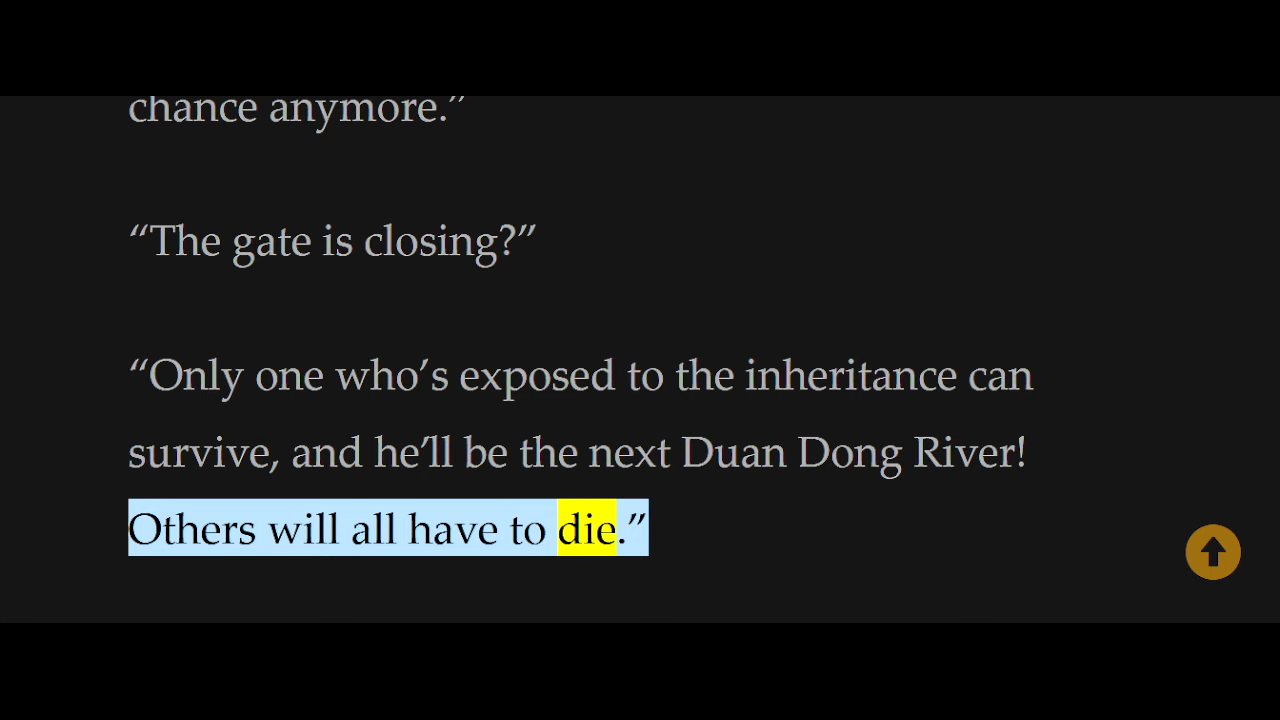 chance anymore.”
“The gate is closing?”
“Only one who’s exposed to the inheritance can
survive, and he’ll be the next Duan Dong River!
Others will all have to die.”